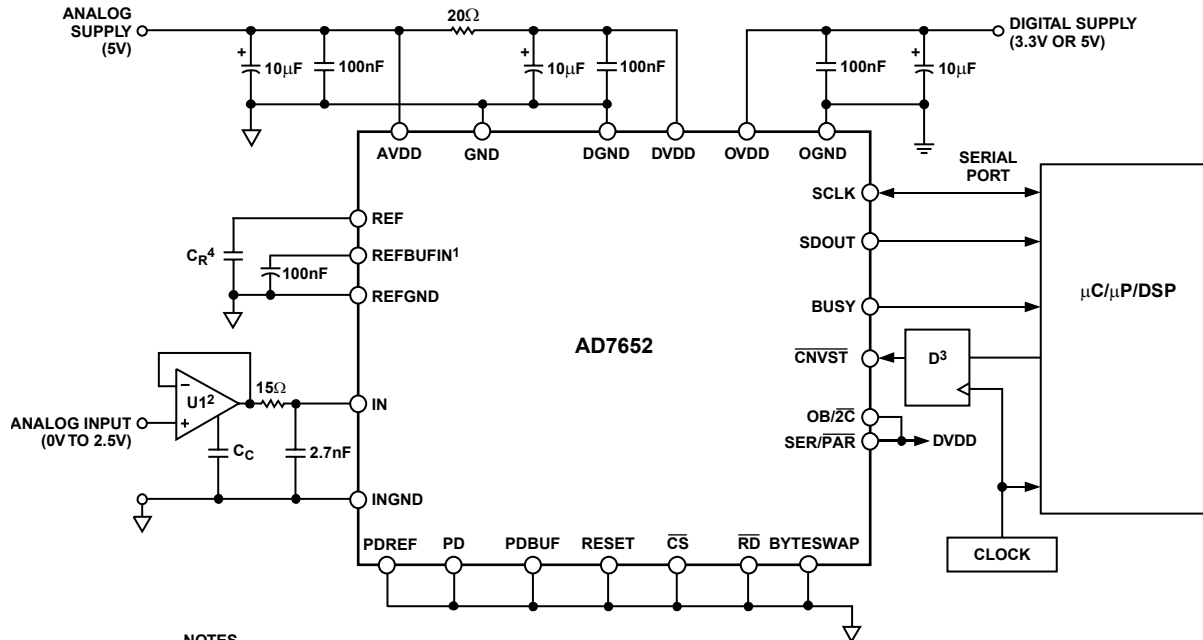 ANALOG
SUPPLY
(5V)
20Ω
DIGITAL SUPPLY
(3.3V OR 5V)
+
10μF
100nF
+
10μF
100nF
100nF
+
10μF
AVDD
GND
DGND
DVDD
OVDD
OGND
SERIAL
PORT
SCLK
REF
SDOUT
CR4
REFBUFIN1
100nF
REFGND
BUSY
μC/μP/DSP
AD7652
CNVST
D3
−
U12
+
15Ω
IN
ANALOG INPUT
(0V TO 2.5V)
OB/2C
SER/PAR
DVDD
CC
2.7nF
INGND
PDREF
PD
PDBUF
RESET
CS
RD
BYTESWAP
CLOCK
NOTES